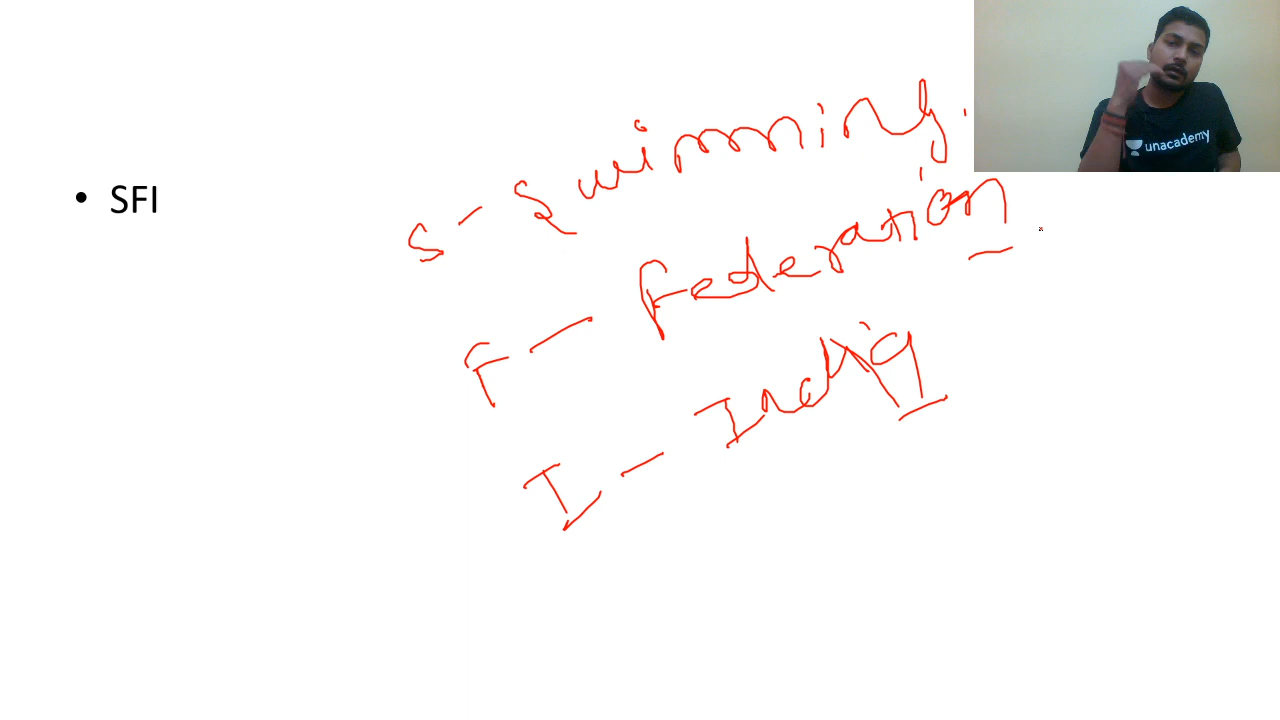 unacademy
• SFI
S - Swimming.
F - Federation
I - India